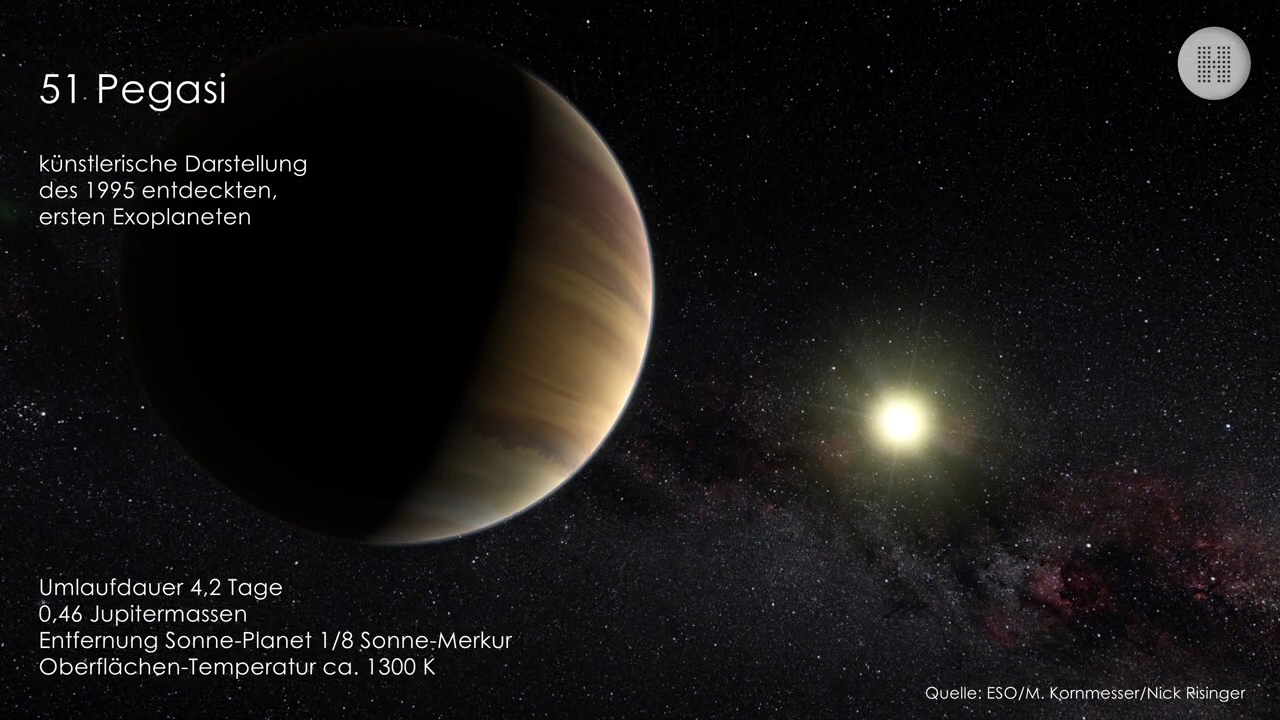 51 Pegasi
künstlerische Darstellung
des 1995 entdeckten,
ersten Exoplaneten
H
Umlaufdauer 4,2 Tage
0,46 Jupitermassen
Entfernung Sonne-Planet 1/8 Sonne-Merkur
Oberflächen-Temperatur ca. 1300 K
Quelle: ESO/M. Kornmesser/Nick Risinger